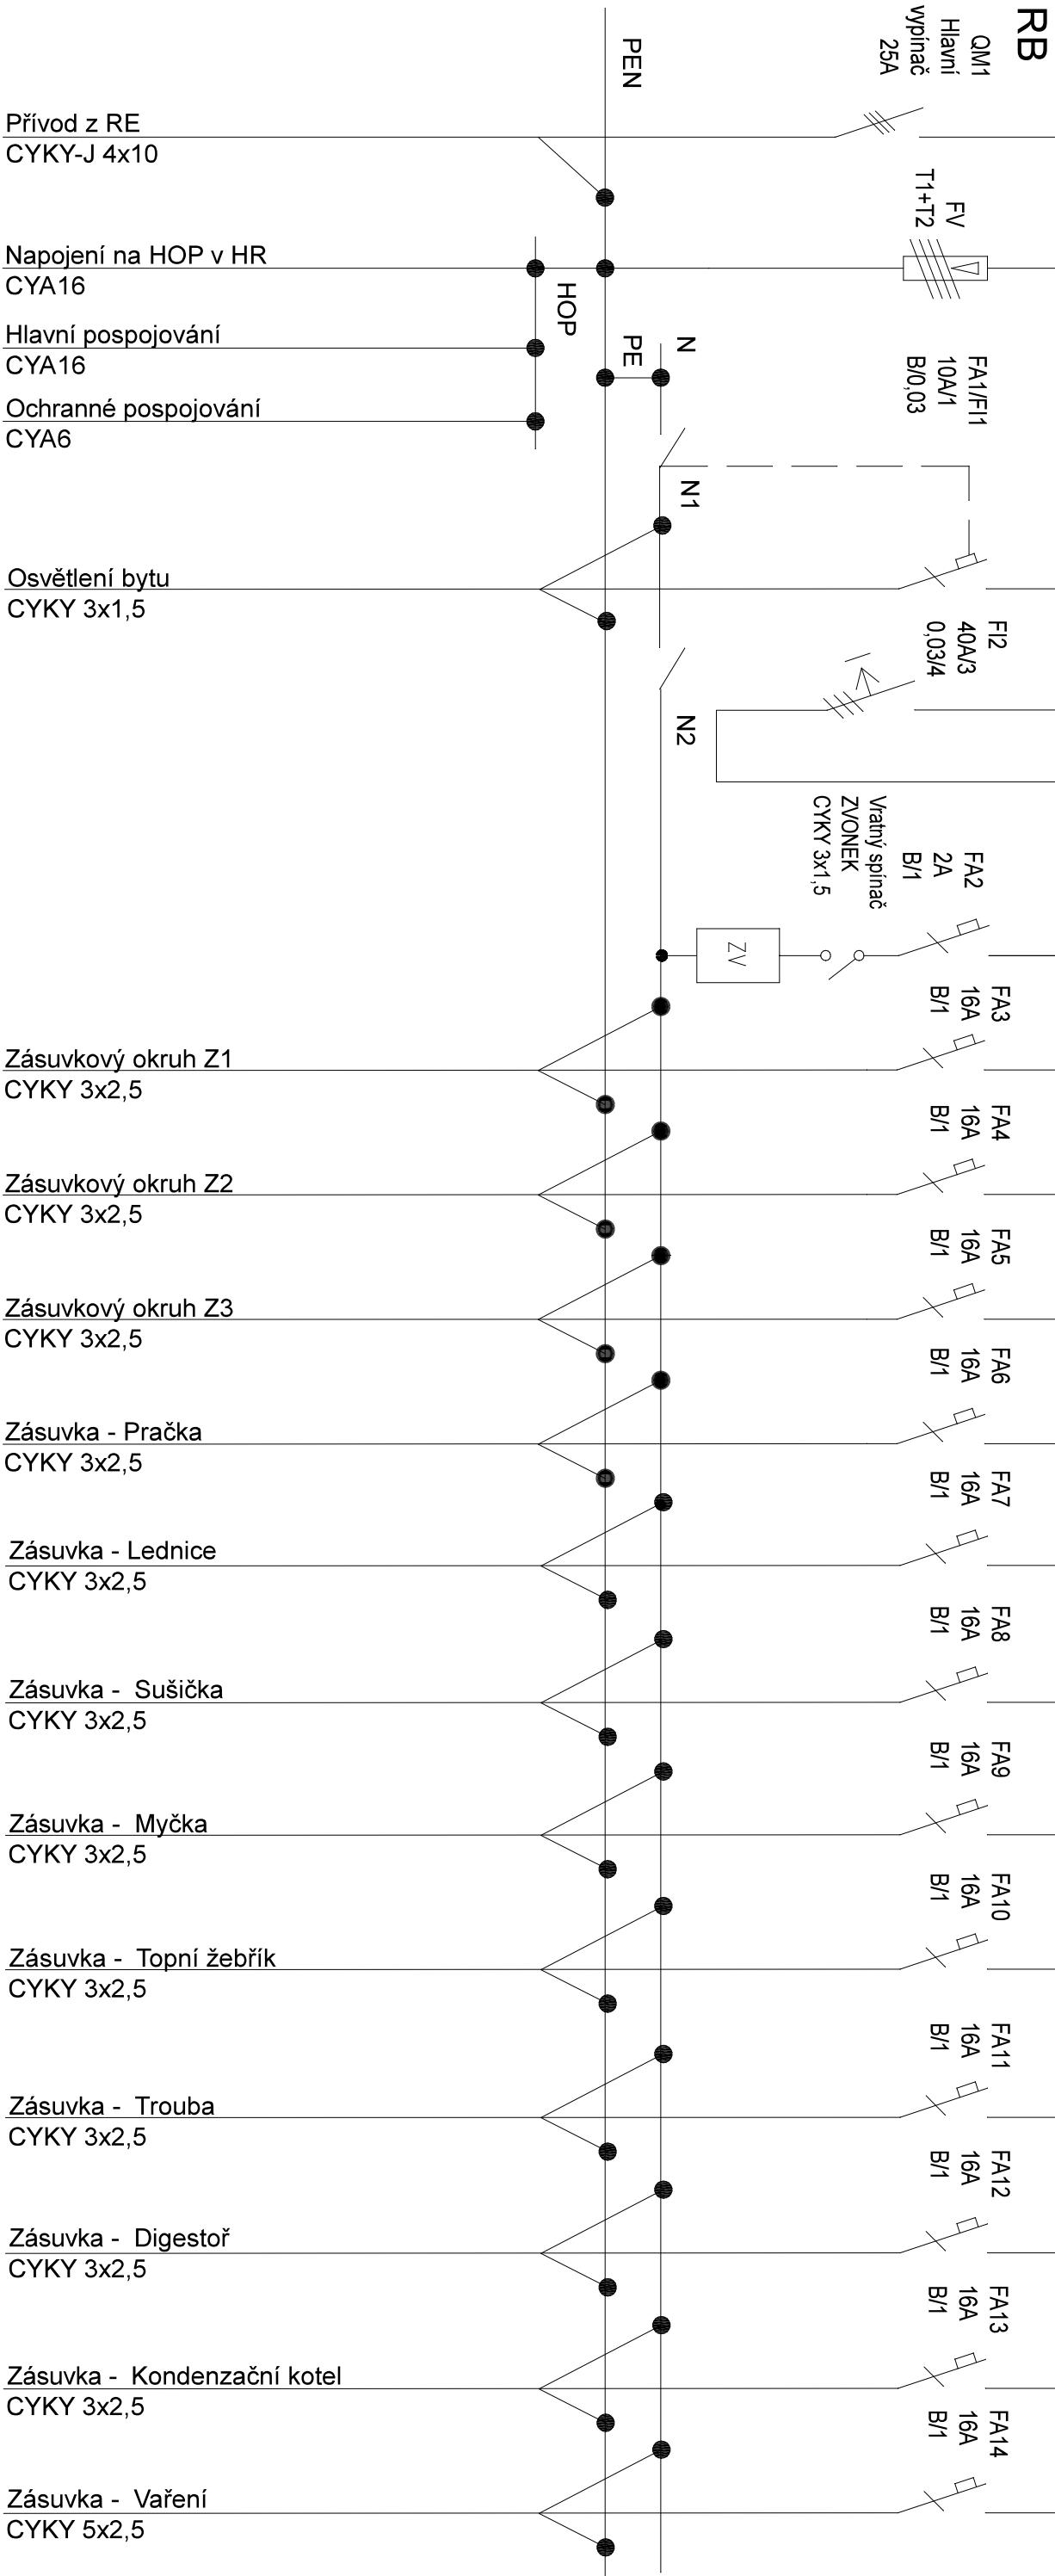 RB
QM1
Hlavní
vypínač
25A
PEN
Přívod z RE
CYKY-J 4x10
FV
T1+T2
Napojení na HOP v HR
CYA16
HOP
Hlavní pospojování
CYA16
Ochranné pospojování
CYA6
PE
N
FA1/FI1
10A/1
B/0,03
N1
Osvětlení bytu
CYKY 3x1,5
FI2
40A/3
0,03/4
N2
Vratný spínač
ZVONEK
CYKY 3x1,5
FA2
2A
B/1
ZV
FA3
16A
B/1
Zásuvkový okruh Z1
CYKY 3x2,5
FA4
16A
B/1
Zásuvkový okruh Z2
CYKY 3x2,5
FA5
16A
B/1
Zásuvkový okruh Z3
CYKY 3x2,5
FA6
16A
B/1
Zásuvka - Pračka
CYKY 3x2,5
FA7
16A
B/1
Zásuvka - Lednice
CYKY 3x2,5
FA8
16A
B/1
Zásuvka - Sušička
CYKY 3x2,5
FA9
16A
B/1
Zásuvka - Myčka
CYKY 3x2,5
FA10
16A
B/1
Zásuvka - Topní žebřík
CYKY 3x2,5
FA11
16A
B/1
Zásuvka - Trouba
CYKY 3x2,5
FA12
16A
B/1
Zásuvka - Digestoř
CYKY 3x2,5
FA13
16A
B/1
Zásuvka - Kondenzační kotel
CYKY 3x2,5
FA14
16A
B/1
Zásuvka - Vaření
CYKY 5x2,5